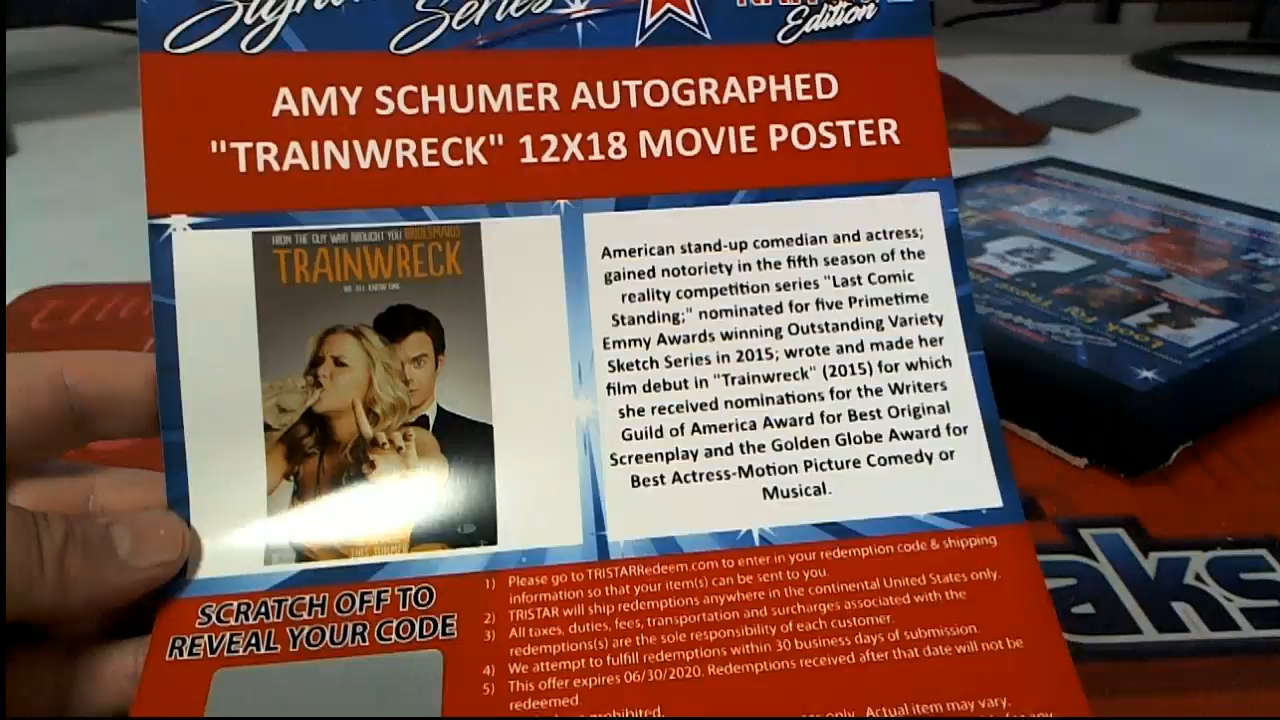 Series
Edition
AMY SCHUMER AUTOGRAPHED
"TRAINWRECK" 12X18 MOVIE POSTER
FROM THE GUY WHO BROUGHT YOU BRIDESMAIDS
TRAINWRECK
WE ALL KNOW ONE
American stand-up comedian and actress;
gained notoriety in the fifth season of the
reality competition series "Last Comic
Standing;" nominated for five Primetime
Emmy Awards winning Outstanding Variety
Sketch Series in 2015; wrote and made her
film debut in "Trainwreck" (2015) for which
she received nominations for the Writers
Guild of America Award for Best Original
Screenplay and the Golden Globe Award for
Best Actress-Motion Picture Comedy or
Musical.
SCRATCH OFF TO
REVEAL YOUR CODE
1) Please go to TRISTARRedeem.com to enter in your redemption code & shipping
information so that your item(s) can be sent to you.
2) TRISTAR will ship redemptions anywhere in the continental United States only.
3) All taxes, duties, fees, transportation and surcharges associated with the
redemptions(s) are the sole responsibility of each customer.
4) We attempt to fulfill redemptions within 30 business days of submission.
5) This offer expires 06/30/2020. Redemptions received after that date will not be
redeemed.
prohibited.
only. Actual item may vary.
aks